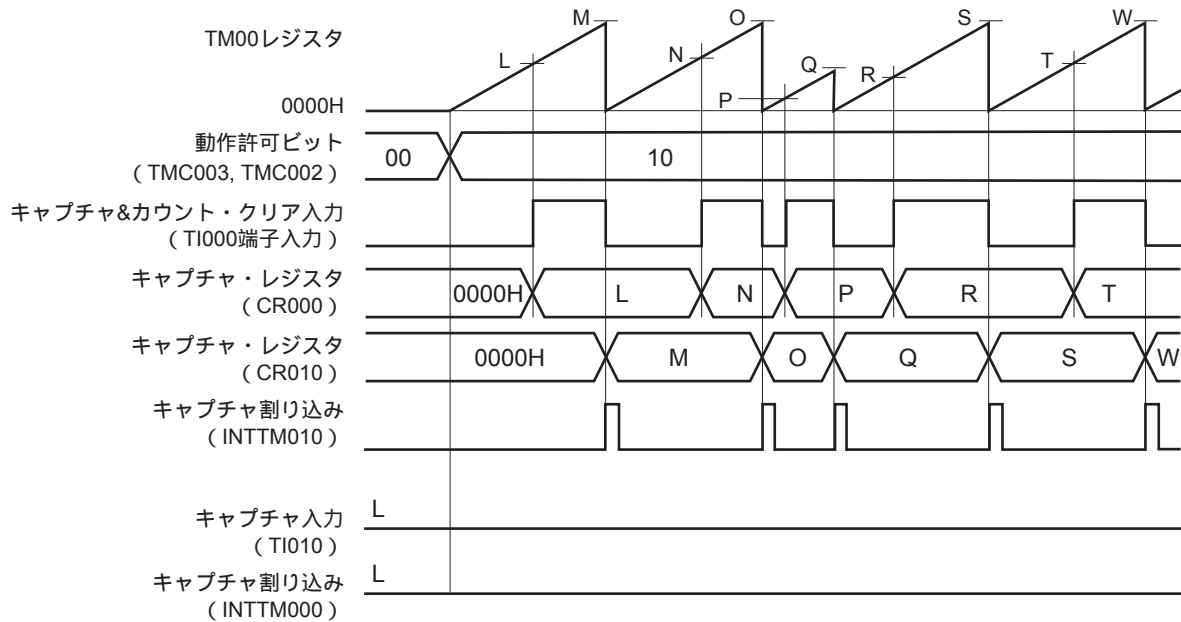 M O S W
TM00レジスタ
L N Q R T
P
0000H
動作許可ビット
( TMC003, TMC002 )
00 10
キャプチャ&カウント・クリア入力
( TI000端子入力 )
キャプチャ・レジスタ
( CR000 )
0000H L N P R T
キャプチャ・レジスタ
( CR010 )
0000H M O Q S W
キャプチャ割り込み
( INTTM010 )
キャプチャ入力
( TI010 )
L
キャプチャ割り込み
( INTTM000 )
L